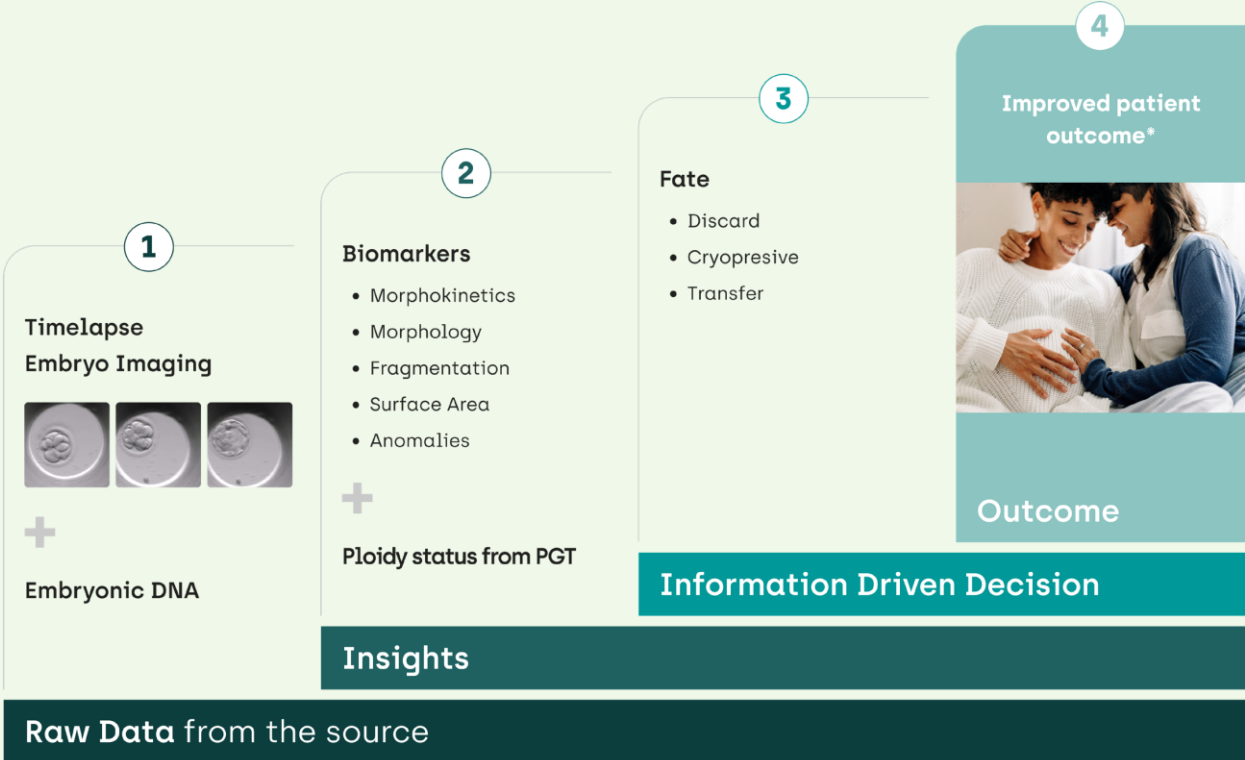 1
Timelapse
Embryo Imaging
Embryonic DNA
Raw Data from the source
2
Biomarkers
• Morphokinetics
• Morphology
• Fragmentation
• Surface Area
• Anomalies
Ploidy status from PGT
Insights
3
Fate
• Discard
• Cryopresive
• Transfer
Information Driven Decision
4
Improved patient
outcome*
Outcome